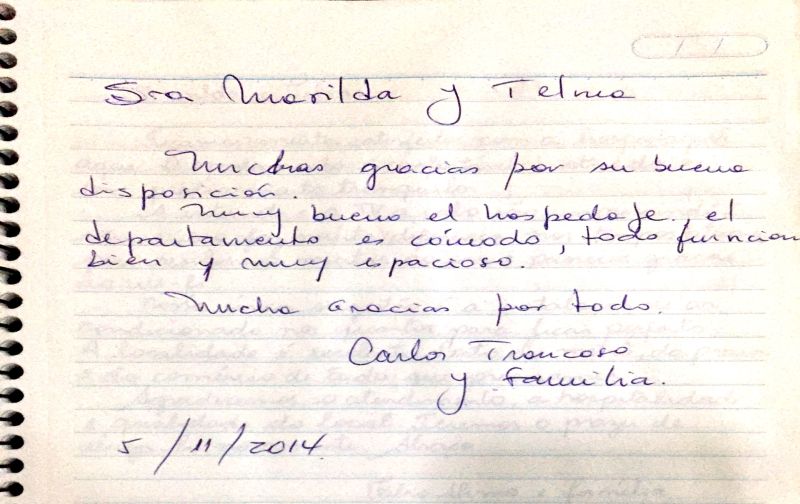 Sra Marilda y Telma
Muchas gracias por su buena
disposición.
Muy bueno el hospedaje, el
departamento es cómodo, todo funciona
bien y muy espacioso.
Mucha Gracias por todo.
Carlos Troncoso
y familia.
5/11/2014